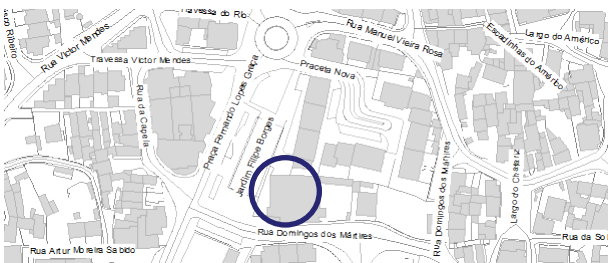 Travessa do Rio
Rua Manuel Vieira Rosa
Largo do Américo
Escadinhas do Américo
Rua Victor Mendes
Travessa Victor Mendes
Praceta Nova
Rua da Capela
Praça Fernando Lopes Graça
Jardim Filipe Borges
Rua Domingos dos Mártires
Largo do Chafariz
Rua Domingos dos Mártires
Rua da Sol
Rua Artur Moreira Sabido